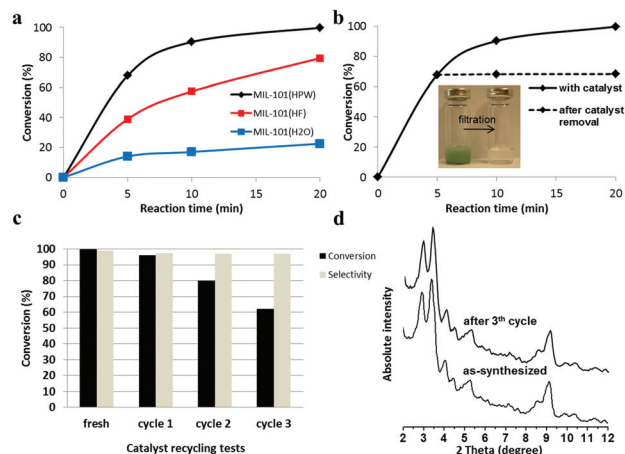 a
100
80
60
40
20
0
Conversion (%)
MIL-101(HPW)
MIL-101(HF)
MIL-101(H2O)
0 5 10 15 20
Reaction time (min)
b
100
80
60
40
20
0
Conversion (%)
filtration
with catalyst
after catalyst
removal
0 5 10 15 20
Reaction time (min)
c
100
90
80
70
60
50
40
30
20
10
0
Conversion (%)
Conversion
Selectivity
fresh cycle 1 cycle 2 cycle 3
Catalyst recycling tests
d
Absolute intensity
after 3th cycle
as-synthesized
2 3 4 5 6 7 8 9 10 11 12
2 Theta (degree)